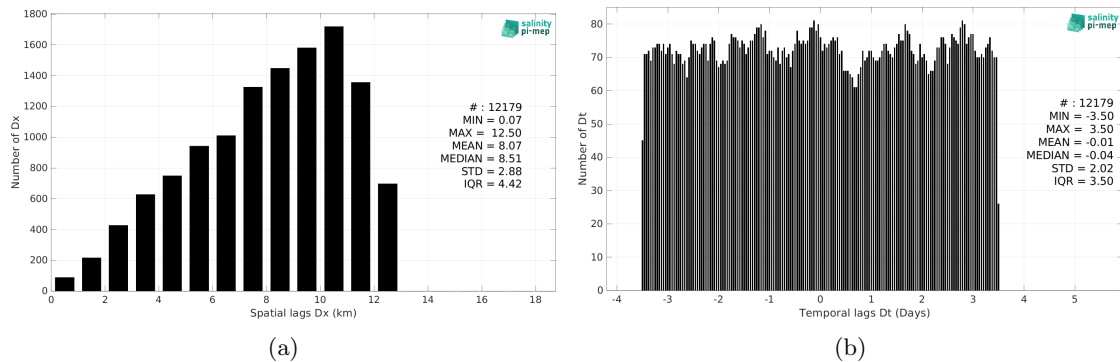 1800
1600
1400
1200
1000
800
600
400
200
0
Number of Dx
0 2 4 6 8 10 12 14 16 18
Spatial lags Dx (km)
salinity
pi-mep
# : 12179
MIN = 0.07
MAX = 12.50
MEAN = 8.07
MEDIAN = 8.51
STD = 2.88
IQR = 4.42
(a)
80
70
60
50
40
30
20
10
0
Number of Dt
-4 -3 -2 -1 0 1 2 3 4 5
Temporal lags Dt (Days)
salinity
pi-mep
# : 12179
MIN = -3.50
MAX = 3.50
MEAN = -0.01
MEDIAN = -0.04
STD = 2.02
IQR = 3.50
(b)